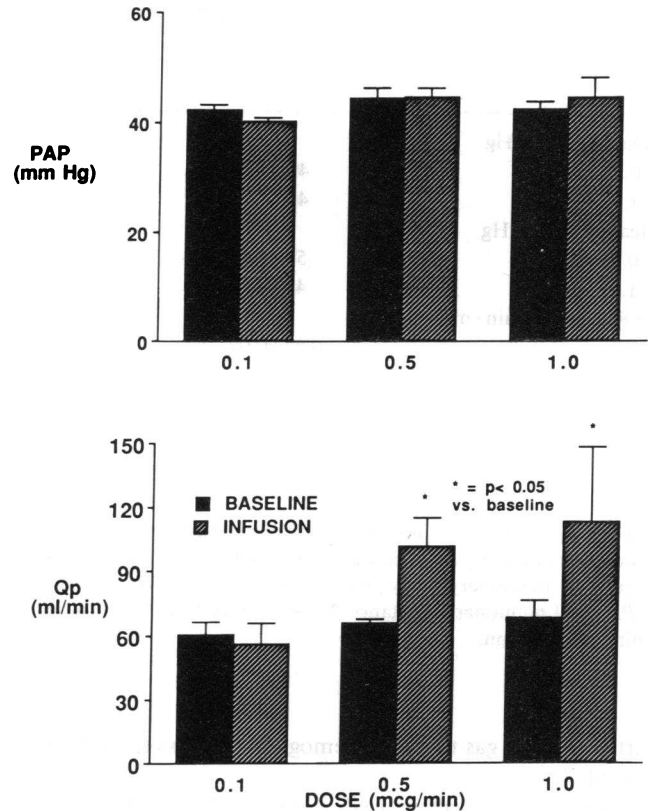 60
40
PAP
(mm Hg)
20
0
0.1 0.5 1.0
150
* = p< 0.05
vs. baseline
*
*
BASELINE
INFUSION
120
90
Qp
(ml/min)
60
30
0
0.1 0.5 1.0
DOSE (mcg/min)